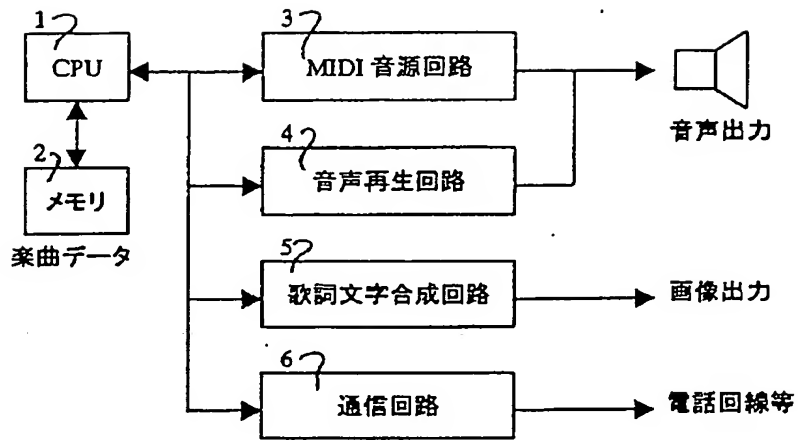 1
CPU
2
メモリ
楽曲データ
3
MIDI 音源回路
4
音声再生回路
5
歌詞文字合成回路
6
通信回路
音声出力
画像出力
電話回線等